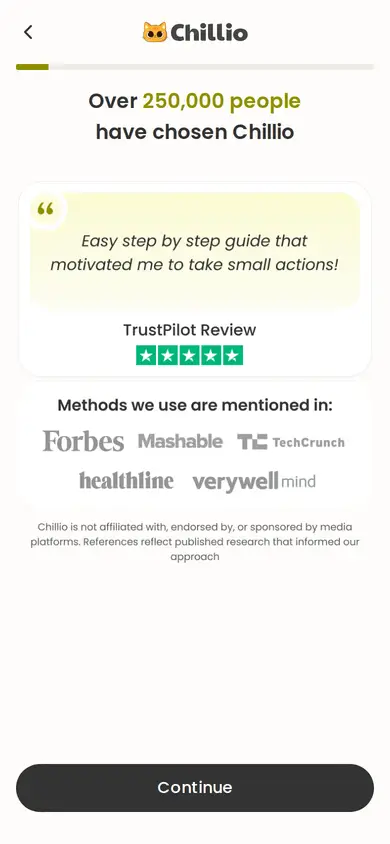 Chillio
Over 250,000 people
have chosen Chillio
“
Easy step by step guide that
motivated me to take small actions!
TrustPilot Review
Methods we use are mentioned in:
Forbes Mashable TC TechCrunch
healthline verywell mind
Chillio is not affiliated with, endorsed by, or sponsored by media
platforms. References reflect published research that informed our
approach
Continue